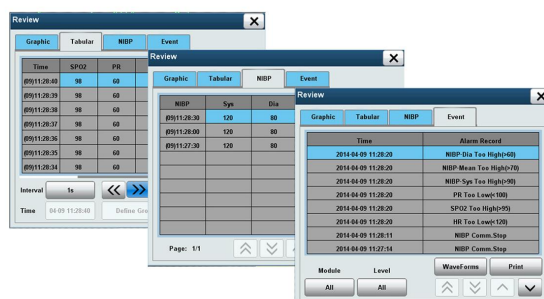 Review
Graphic Tabular NIBP Event
Time SPO2 PR
(09)11:28:40 98 60
(09)11:28:39 98 60
(09)11:28:38 98 60
(09)11:28:37 98 60
(09)11:28:36 98 60
(09)11:28:35 98 60
(09)11:28:34 98 60
Interval 1s
Time 04-09 11:28:40 Define Gro
Review
Graphic Tabular NIBP Event
NIBP Sys Dia
(09)11:28:30 120 80
(09)11:28:00 120 80
(09)11:27:30 120 80
Page: 1/1
Review
Graphic Tabular NIBP Event
Time Alarm Record
2014-04-09 11:28:20 NIBP-Dia Too High(>60)
2014-04-09 11:28:20 NIBP-Mean Too High(>70)
2014-04-09 11:28:20 NIBP-Sys Too High(>90)
2014-04-09 11:28:20 PR Too Low(<100)
2014-04-09 11:28:20 SPO2 Too High(>95)
2014-04-09 11:28:20 HR Too Low(<120)
2014-04-09 11:28:11 NIBP Comm.Stop
2014-04-09 11:27:14 NIBP Comm.Stop
Module Level WaveForms Print
All All